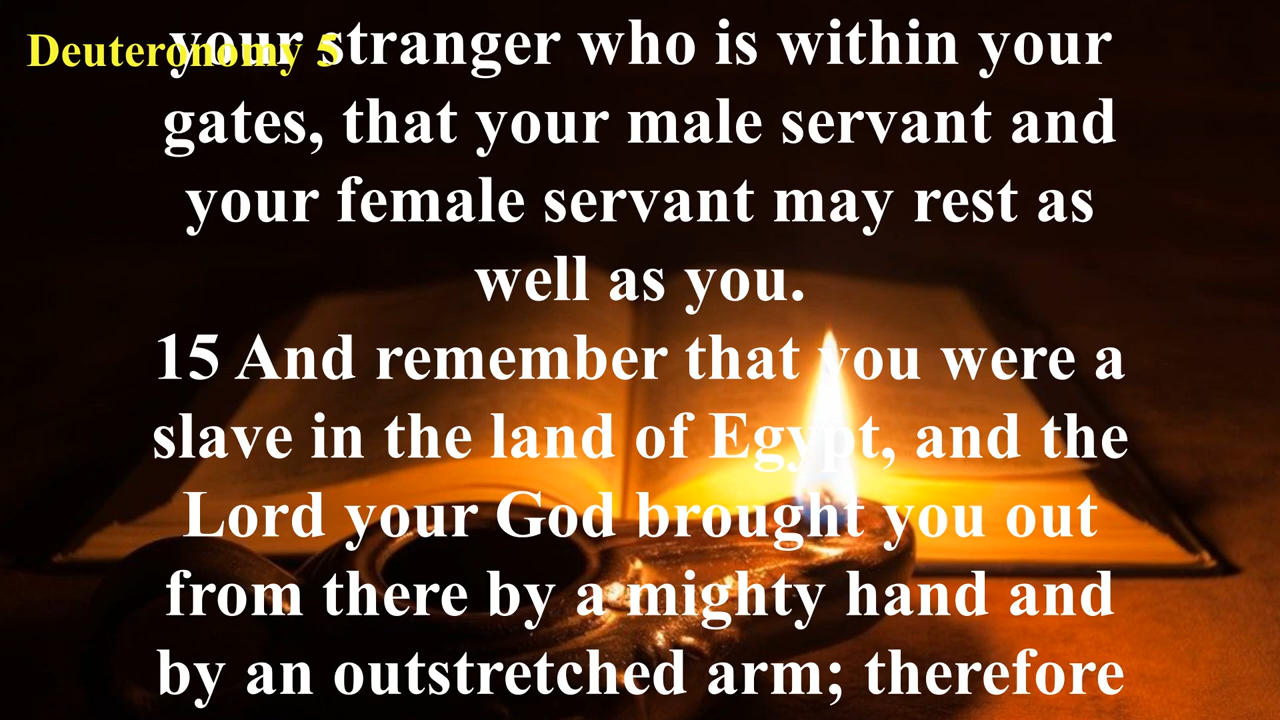 Deuteronomy 5
your stranger who is within your
gates, that your male servant and
your female servant may rest as
well as you.
15 And remember that you were a
slave in the land of Egypt, and the
Lord your God brought you out
from there by a mighty hand and
by an outstretched arm; therefore